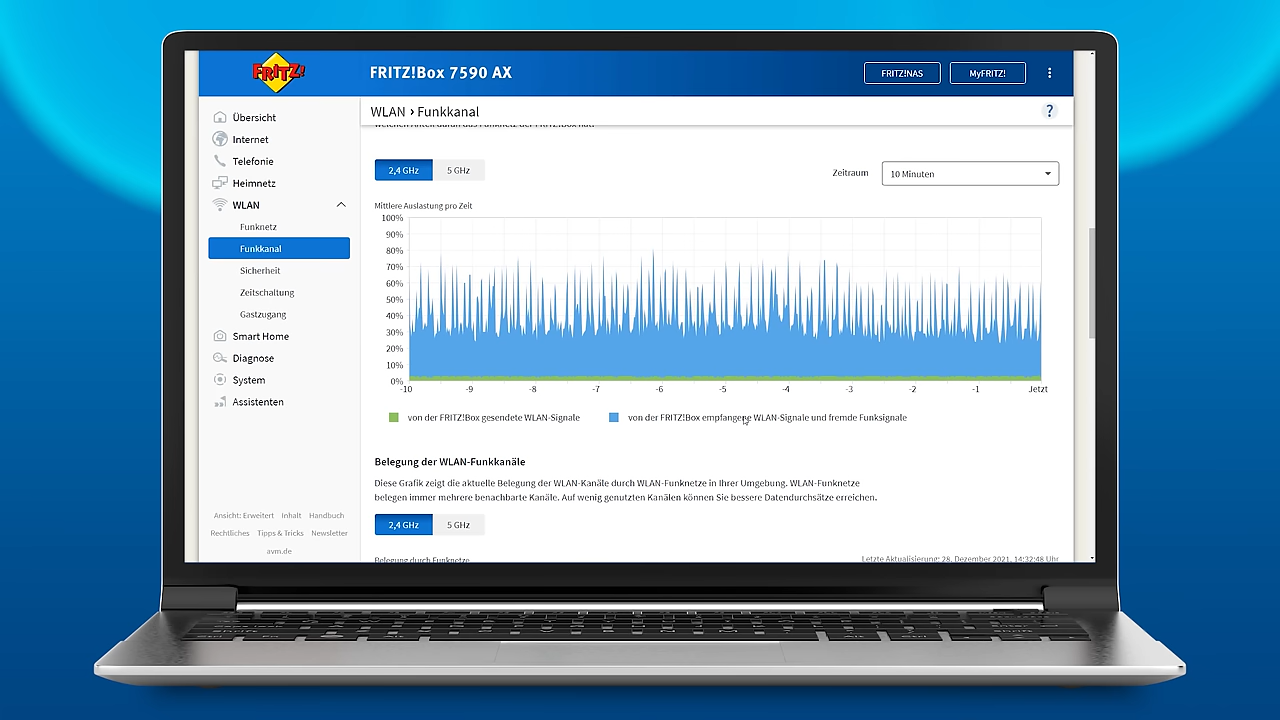 FRITZ!
FRITZ!Box 7590 AX
FRITZ!NAS
MyFRITZ!
WLAN › Funkkanal
?
Übersicht
Internet
Telefonie
Heimnetz
WLAN
Funknetz
Funkkanal
Sicherheit
Zeitschaltung
Gastzugang
Smart Home
Diagnose
System
Assistenten
Ansicht: Erweitert Inhalt Handbuch
Rechtliches Tipps & Tricks Newsletter
avm.de
2,4 GHz 5 GHz
Zeitraum 10 Minuten
Mittlere Auslastung pro Zeit
100%
90%
80%
70%
60%
50%
40%
30%
20%
10%
0%
-10 -9 -8 -7 -6 -5 -4 -3 -2 -1 Jetzt
von der FRITZ!Box gesendete WLAN-Signale
von der FRITZ!Box empfangene WLAN-Signale und fremde Funksignale
Belegung der WLAN-Funkkanäle
Diese Grafik zeigt die aktuelle Belegung der WLAN-Kanäle durch WLAN-Funknetze in Ihrer Umgebung. WLAN-Funknetze
belegen immer mehrere benachbarte Kanäle. Auf wenig genutzten Kanälen können Sie bessere Datendurchsätze erreichen.
2,4 GHz 5 GHz
Belegung durch Funknetze
Letzte Aktualisierung: 28. Dezember 2021, 14:32:48 Uhr